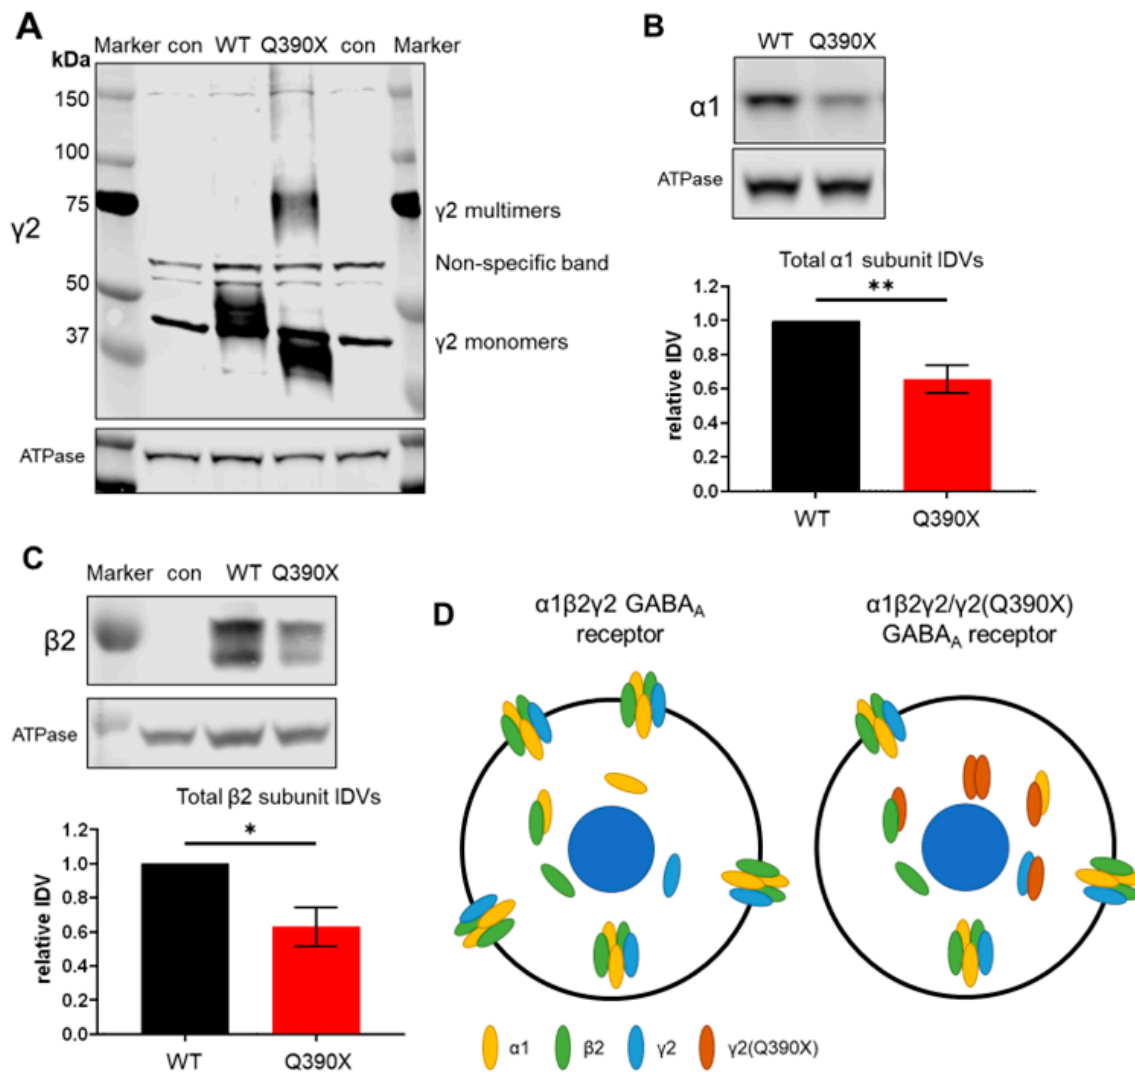 A
Marker con WT Q390X con Marker
kDa
150
100
75
50
37
γ2
γ2 multimers
Non-specific band
γ2 monomers
ATPase
B
WT Q390X
α1
ATPase
Total α1 subunit IDVs
**
relative IDV
1.2
1.0
0.8
0.6
0.4
0.2
0.0
WT Q390X
C
Marker con WT Q390X
β2
ATPase
Total β2 subunit IDVs
*
relative IDV
1.2
1.0
0.8
0.6
0.4
0.2
0.0
WT Q390X
D
α1β2γ2 GABAA
receptor
α1β2γ2/γ2(Q390X)
GABAA receptor
α1 β2 γ2 γ2(Q390X)